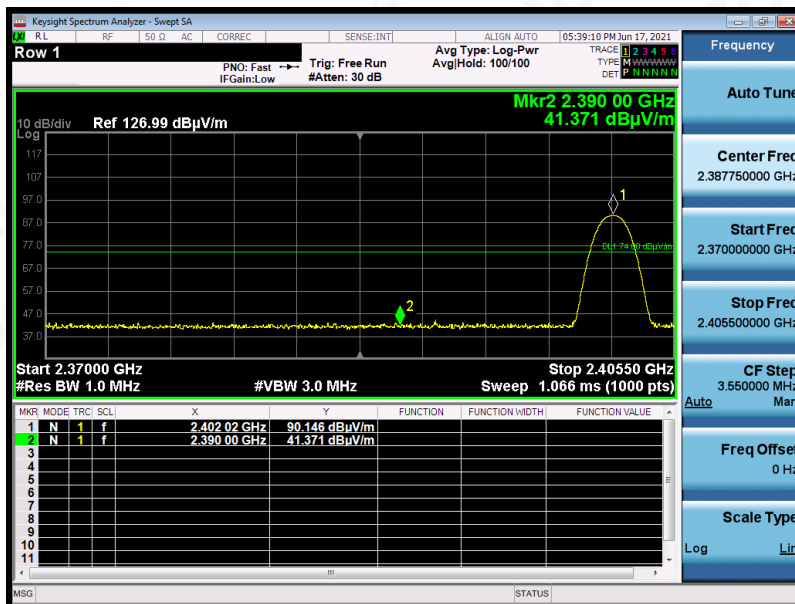 Keysight Spectrum Analyzer - Swept SA
LXI RL RF 50 Ω AC CORREC SENSE:INT ALIGN AUTO 05:39:10 PM Jun 17, 2021
Row 1
PNO: Fast
IFGain:Low
Trig: Free Run
#Atten: 30 dB
Avg Type: Log-Pwr
Avg|Hold: 100/100
TRACE 1 2 3 4 5 6
TYPE M W W W W W
DET P N N N N N
Mkr2 2.390 00 GHz
41.371 dBµV/m
10 dB/div Ref 126.99 dBµV/m
Log
117
107
97.0
87.0
77.0
67.0
57.0
47.0
37.0
1
DL1 74.00 dBµV/m
2
Start 2.37000 GHz Stop 2.40550 GHz
#Res BW 1.0 MHz #VBW 3.0 MHz Sweep 1.066 ms (1000 pts)
MKR MODE TRC SCL X Y FUNCTION FUNCTION WIDTH FUNCTION VALUE
1 N 1 f 2.402 02 GHz 90.146 dBµV/m
2 N 1 f 2.390 00 GHz 41.371 dBµV/m
3
4
5
6
7
8
9
10
11
MSG STATUS
Frequency
Auto Tune
Center Freq
2.387750000 GHz
Start Freq
2.370000000 GHz
Stop Freq
2.405500000 GHz
CF Step
3.550000 MHz
Auto Man
Freq Offset
0 Hz
Scale Type
Log Lin